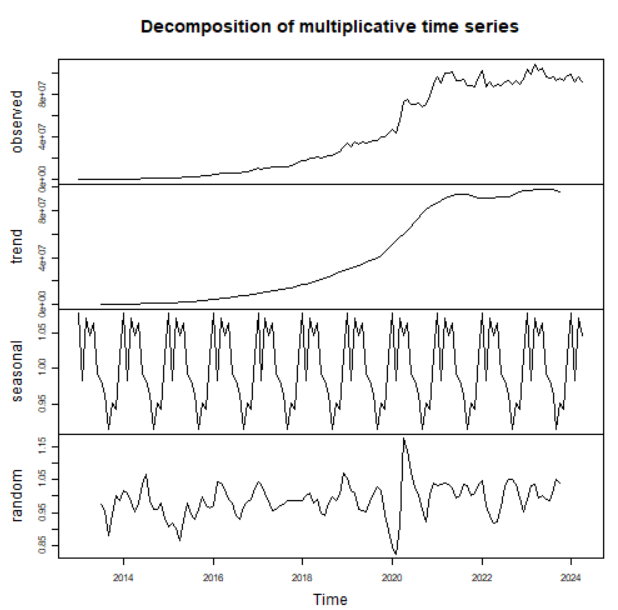 Decomposition of multiplicative time series
observed
0e+00 4e+07 8e+07
trend
0e+00 4e+07 8e+07
seasonal
0.95 1.00 1.05
random
0.85 0.95 1.05 1.15
2014 2016 2018 2020 2022 2024
Time